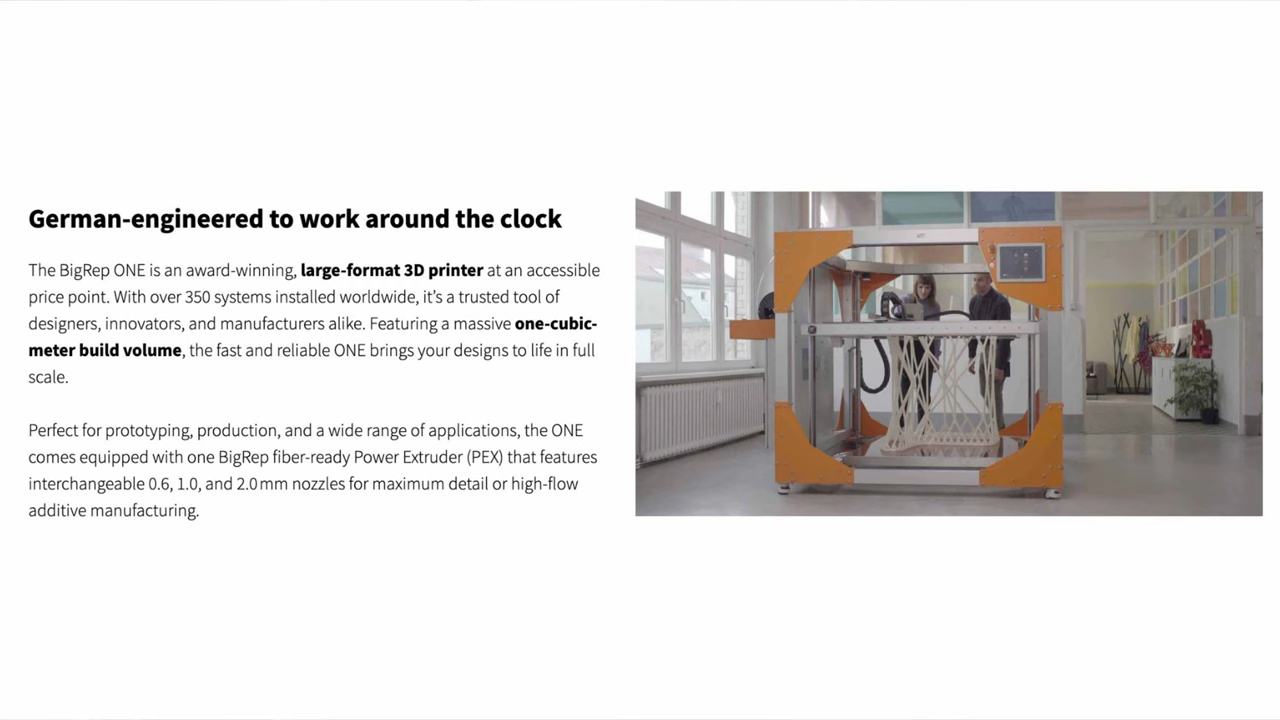 German-engineered to work around the clock
The BigRep ONE is an award-winning, large-format 3D printer at an accessible
price point. With over 350 systems installed worldwide, it’s a trusted tool of
designers, innovators, and manufacturers alike. Featuring a massive one-cubic-
meter build volume, the fast and reliable ONE brings your designs to life in full
scale.
Perfect for prototyping, production, and a wide range of applications, the ONE
comes equipped with one BigRep fiber-ready Power Extruder (PEX) that features
interchangeable 0.6, 1.0, and 2.0 mm nozzles for maximum detail or high-flow
additive manufacturing.